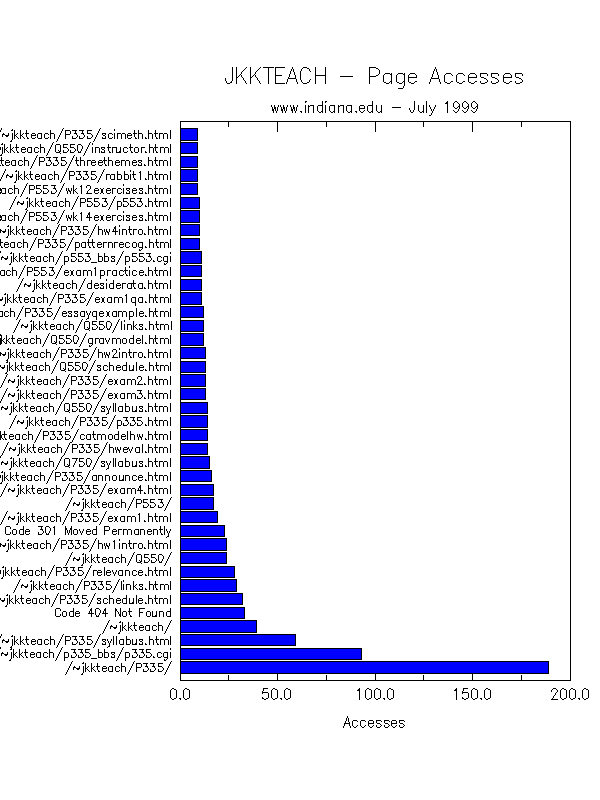 JKKTEACH – Page Accesses
www.indiana.edu – July 1999
/~jkkteach/P335/scimeth.html
jkkteach/Q550/instructor.html
teach/P335/threethemes.html
/~jkkteach/P335/rabbit1.html
each/P553/wk12exercises.html
/~jkkteach/P553/p553.html
each/P553/wk14exercises.html
~jkkteach/P335/hw4intro.html
teach/P335/patternrecog.html
~jkkteach/p553_bbs/p553.cgi
ach/P553/exam1practice.html
/~jkkteach/desiderata.html
~jkkteach/P335/exam1qa.html
ach/P335/essayqexample.html
/~jkkteach/Q550/links.html
kkteach/Q550/gravmodel.html
~jkkteach/P335/hw2intro.html
~jkkteach/Q550/schedule.html
/~jkkteach/P335/exam2.html
/~jkkteach/P335/exam3.html
~jkkteach/Q550/syllabus.html
/~jkkteach/P335/p335.html
kteach/P335/catmodelhw.html
/~jkkteach/P335/hweval.html
~jkkteach/Q750/syllabus.html
~jkkteach/P335/announce.html
/~jkkteach/P335/exam4.html
/~jkkteach/P553/
/~jkkteach/P335/exam1.html
Code 301 Moved Permanently
~jkkteach/P335/hw1intro.html
/~jkkteach/Q550/
jkkteach/P335/relevance.html
/~jkkteach/P335/links.html
~jkkteach/P335/schedule.html
Code 404 Not Found
/~jkkteach/
/~jkkteach/P335/syllabus.html
~jkkteach/p335_bbs/p335.cgi
/~jkkteach/P335/
0.0 50.0 100.0 150.0 200.0
Accesses